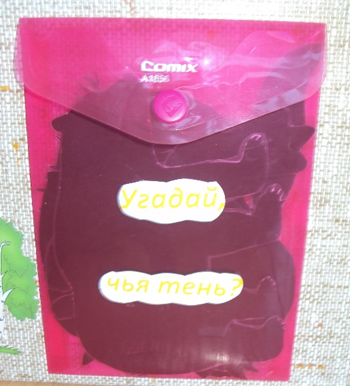 Comix
A1856
Угадай,
чья тень?